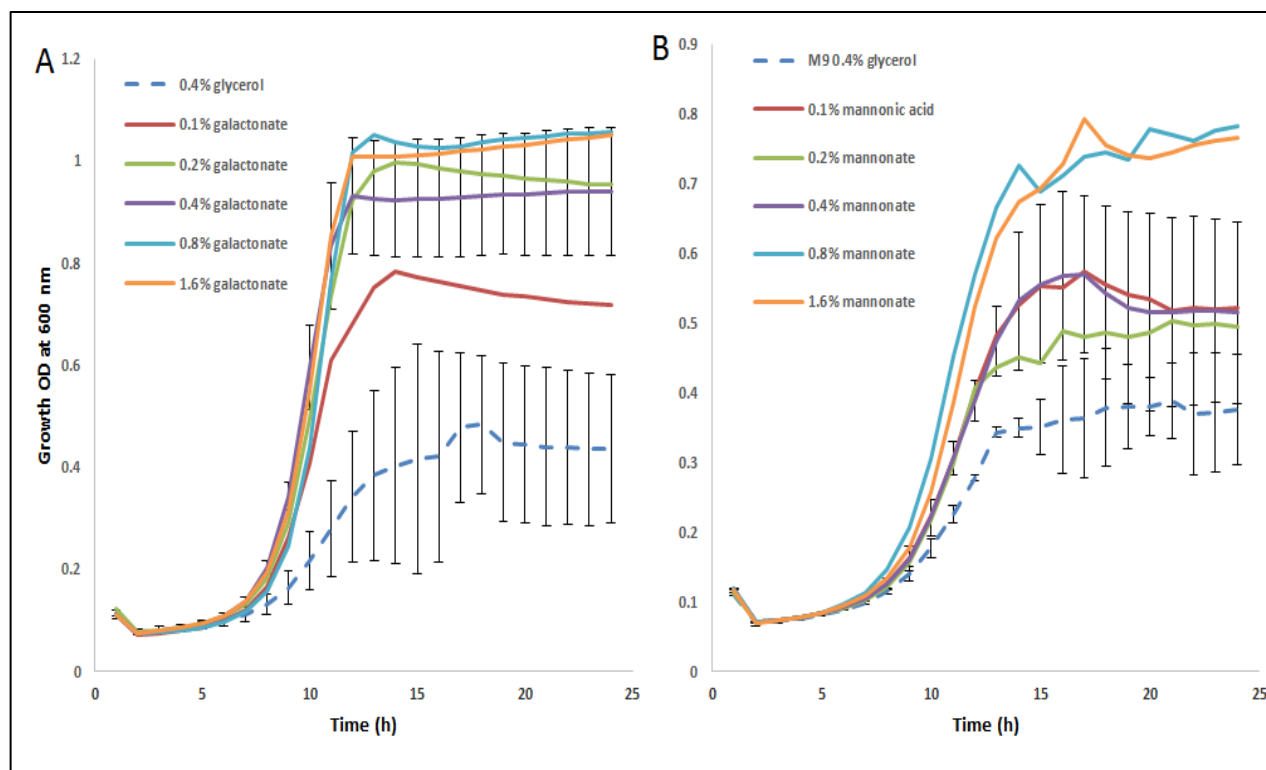 A
B
0.4% glycerol
0.1% galactonate
0.2% galactonate
0.4% galactonate
0.8% galactonate
1.6% galactonate
M9 0.4% glycerol
0.1% mannonic acid
0.2% mannonate
0.4% mannonate
0.8% mannonate
1.6% mannonate
Growth OD at 600 nm
1.2
1
0.8
0.6
0.4
0.2
0
0 5 10 15 20 25
Time (h)
0.9
0.8
0.7
0.6
0.5
0.4
0.3
0.2
0.1
0
0 5 10 15 20 25
Time (h)